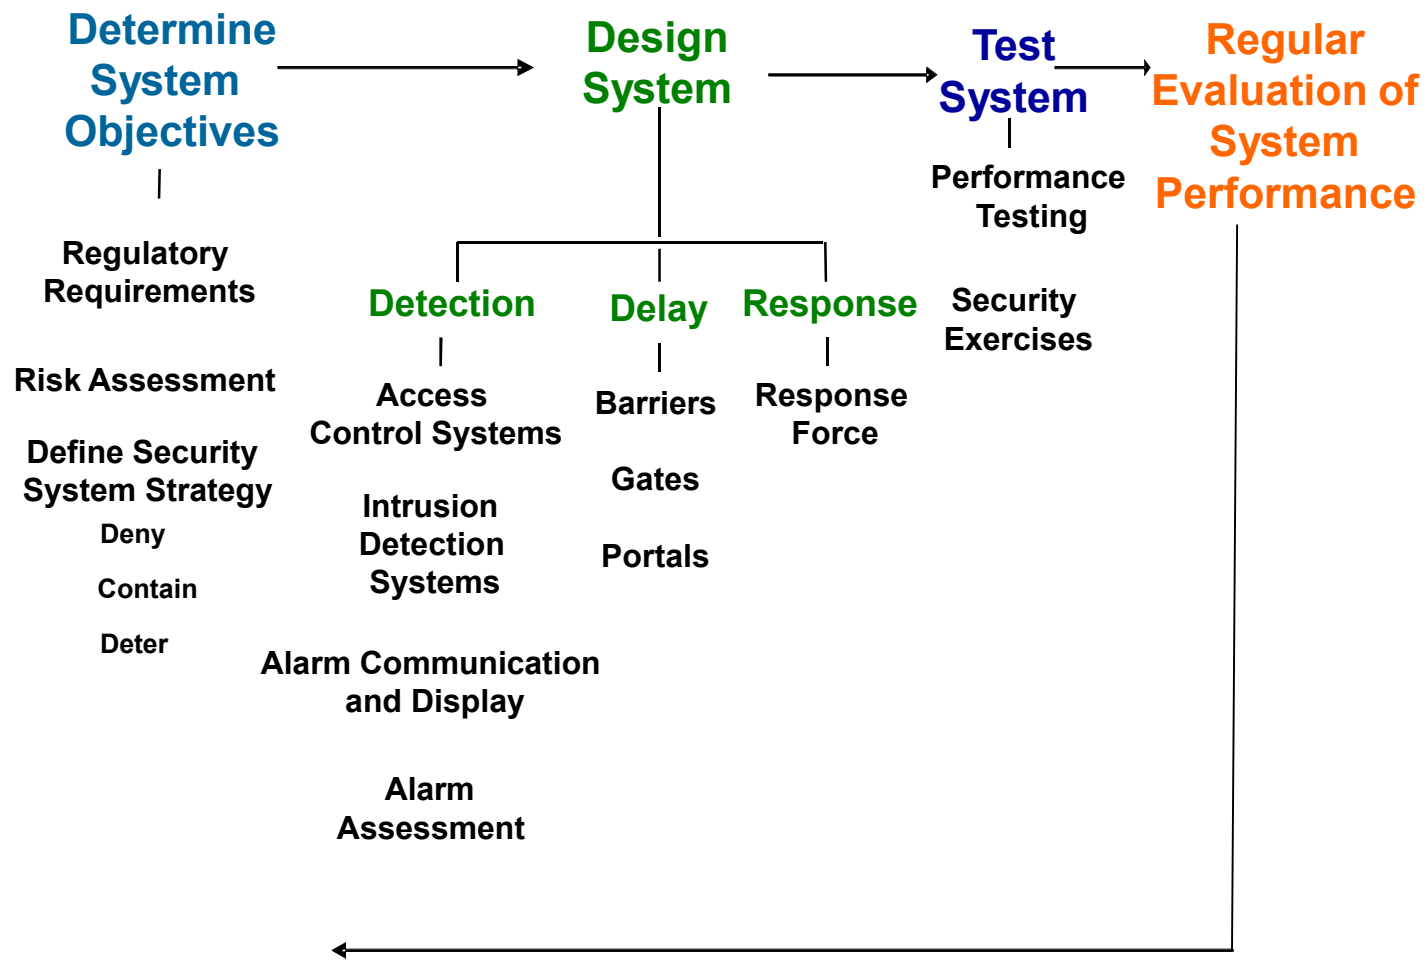 Determine
System
Objectives
Design
System
Test
System
Regular
Evaluation of
System
Performance
Regulatory
Requirements
Risk Assessment
Define Security
System Strategy
Deny
Contain
Deter
Detection
Access
Control Systems
Intrusion
Detection
Systems
Alarm Communication
and Display
Alarm
Assessment
Delay
Barriers
Gates
Portals
Response
Response
Force
Performance
Testing
Security
Exercises